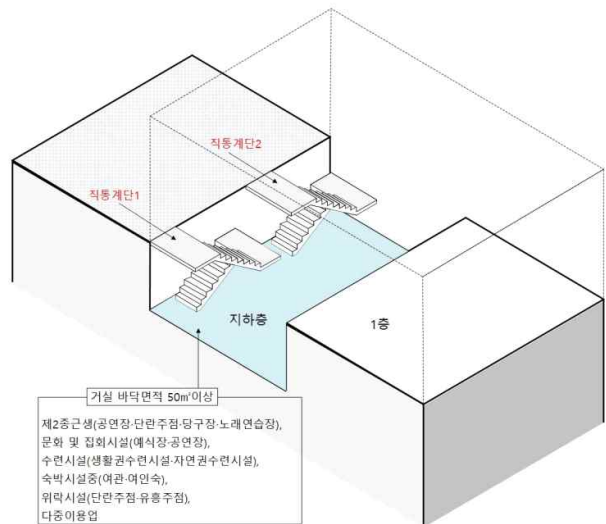 직통계단2
직통계단1
지하층
1층
거실 바닥면적 50㎡이상
제2중근생(공연장·단란주점·당구장·노래연습장),
문화 및 집회시설(예식장·공연장),
수련시설(생활권수련시설·자연권수련시설),
숙박시설중(여관·여인숙),
위락시설(단란주점·유흥주점),
다중이용업